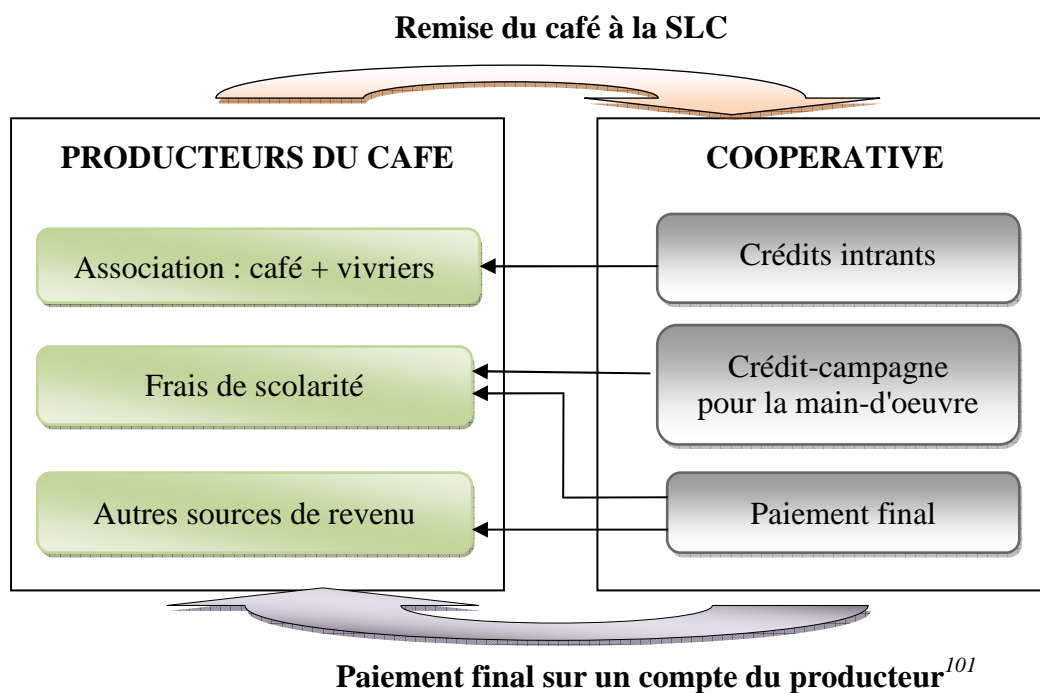 Remise du café à la SLC
PRODUCTEURS DU CAFE
Association : café + vivriers
Frais de scolarité
Autres sources de revenu
COOPERATIVE
Crédits intrants
Crédit-campagne
pour la main-d'oeuvre
Paiement final
Paiement final sur un compte du producteur101